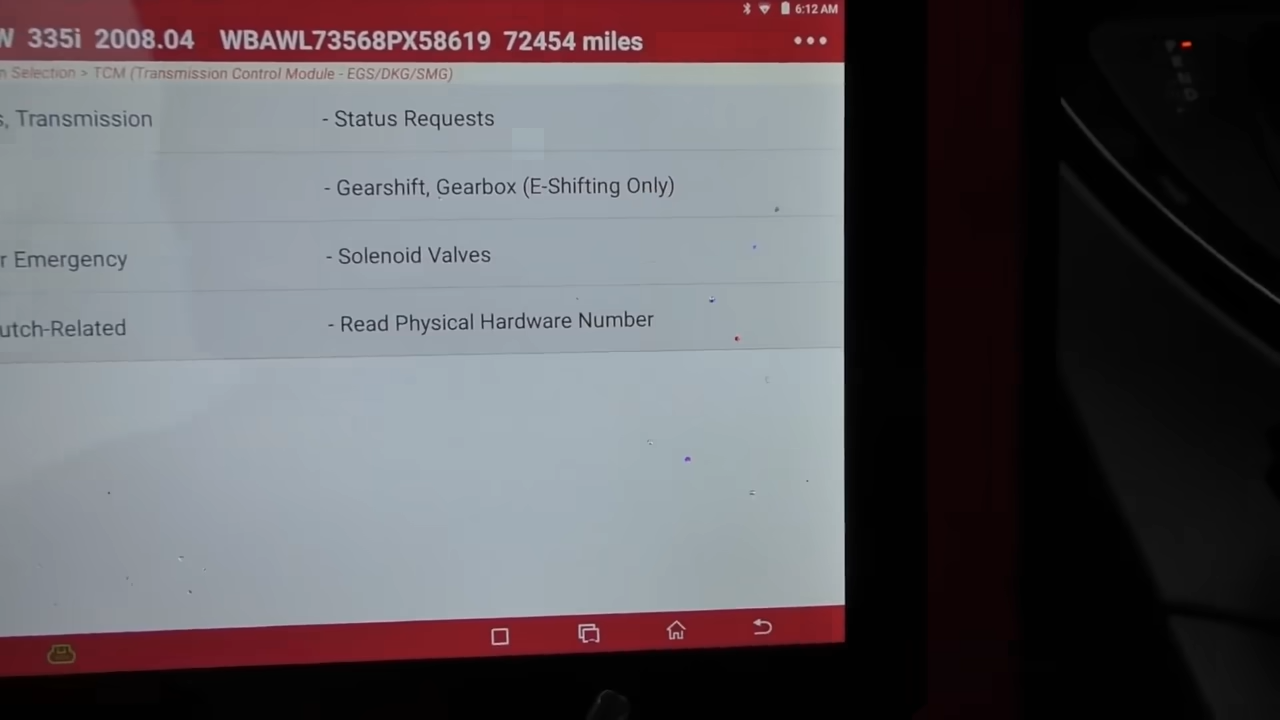 6:12 AM
335i 2008.04 WBAWL73568PX58619 72454 miles
Selection > TCM (Transmission Control Module - EGS/DKG/SMG)
Transmission - Status Requests
- Gearshift, Gearbox (E-Shifting Only)
Emergency - Solenoid Valves
utch-Related - Read Physical Hardware Number